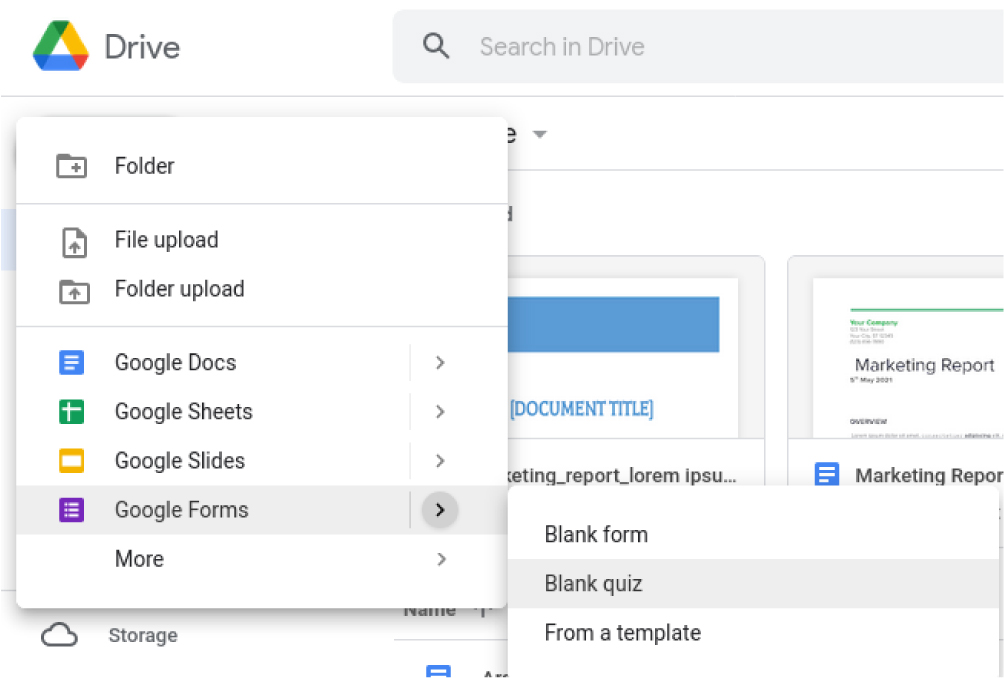 Drive
Search in Drive
Folder
File upload
Folder upload
Google Docs
Google Sheets
Google Slides
Google Forms
More
Storage
Your Company
Marketing Report
5th May 2021
OVERVIEW
[DOCUMENT TITLE]
keting_report_lorem ipsu...
Marketing Repor
Blank form
Blank quiz
From a template
Name